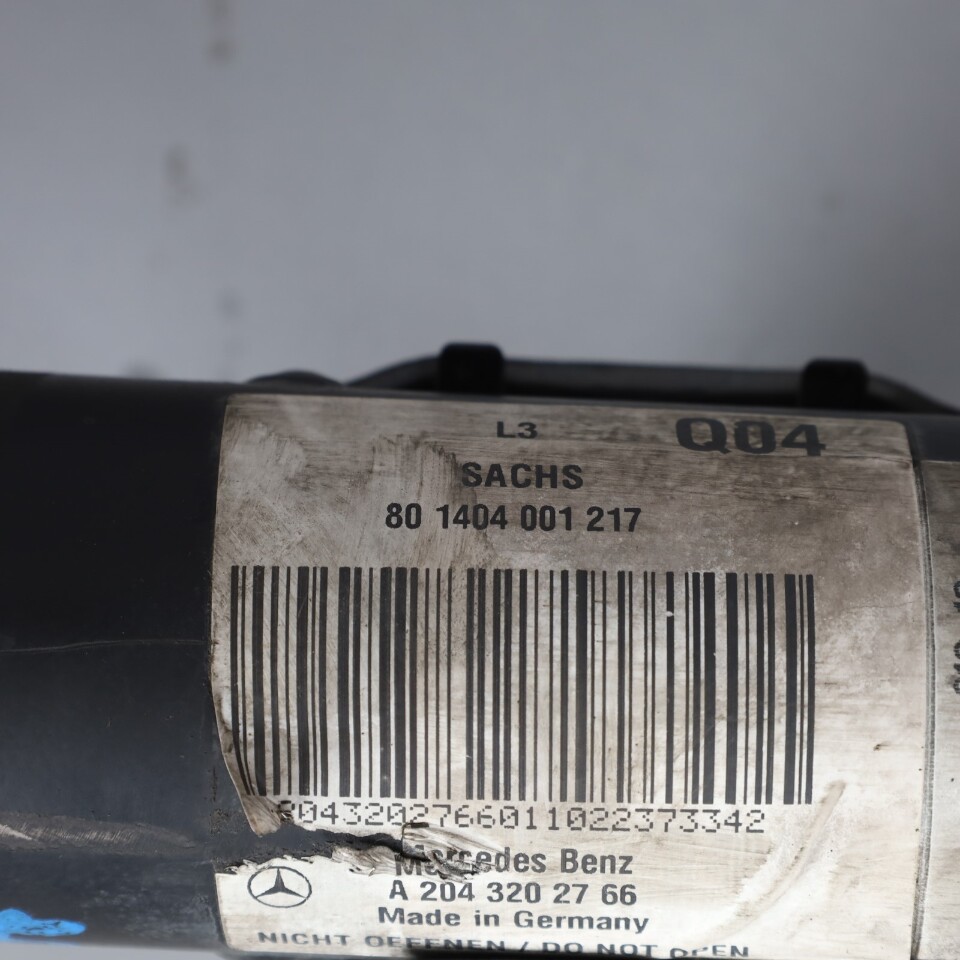 L3 Q04
SACHS
80 1404 001 217
2043202766011022373342
Mercedes Benz
A 204 320 27 66
Made in Germany
NICHT OEFFENEN / DO NOT OPEN